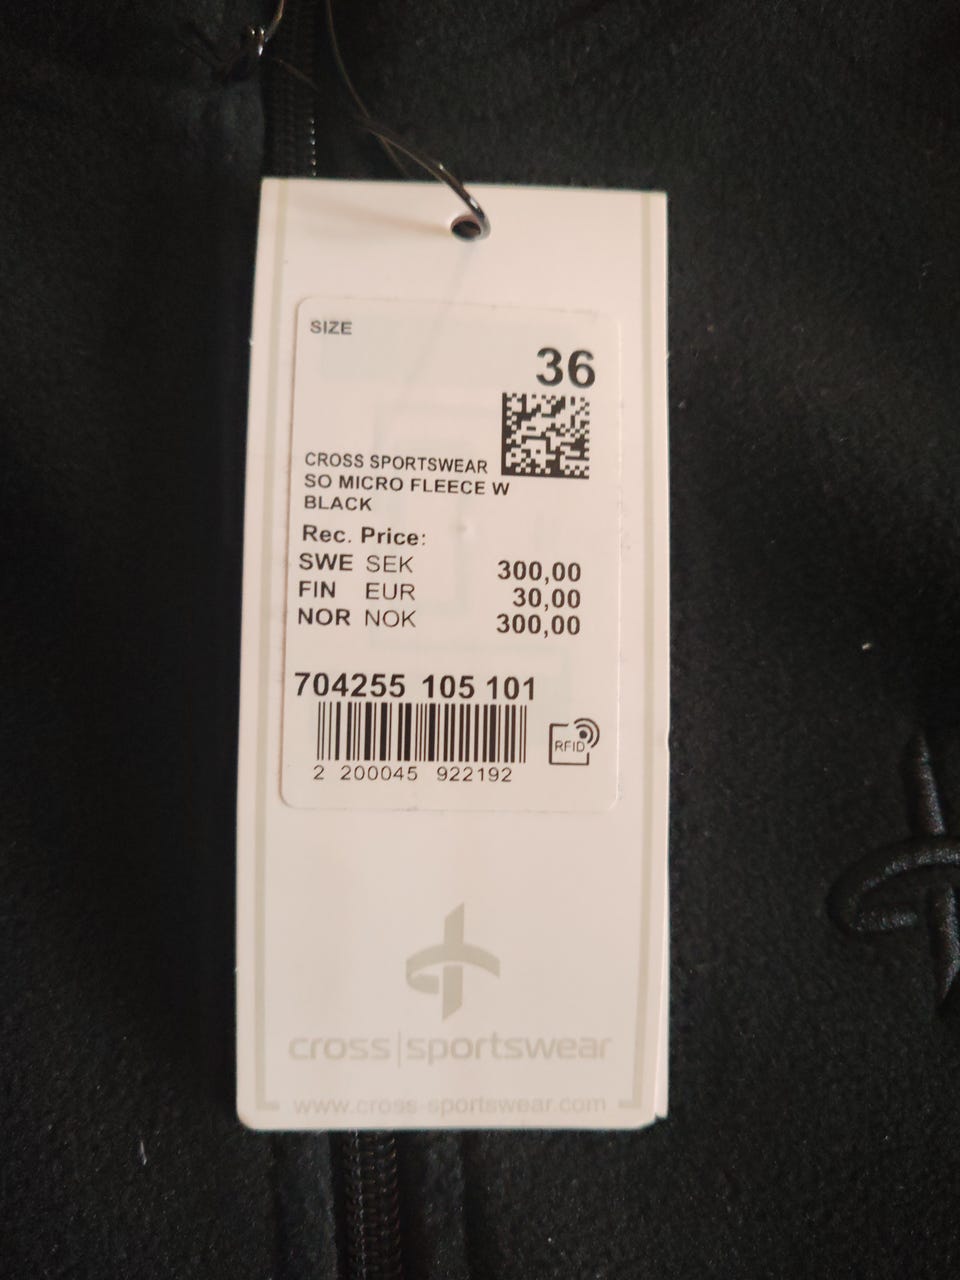 SIZE
36
CROSS SPORTSWEAR
SO MICRO FLEECE W
BLACK
Rec. Price:
SWE SEK 300,00
FIN EUR 30,00
NOR NOK 300,00
704255 105 101
RFID
2 200045 922192
cross|sportswear
www.cross-sportswear.com